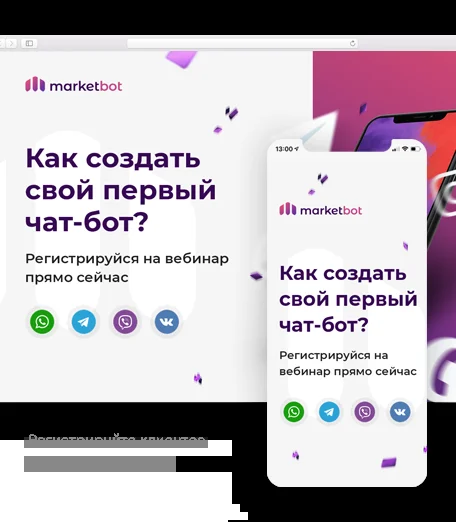 marketbot
Как создать
свой первый
чат-бот?
Регистрируйся на вебинар
прямо сейчас
13:00
marketbot
Как создать
свой первый
чат-бот?
Регистрируйся на
вебинар прямо сейчас
Регистрируйте клиентов